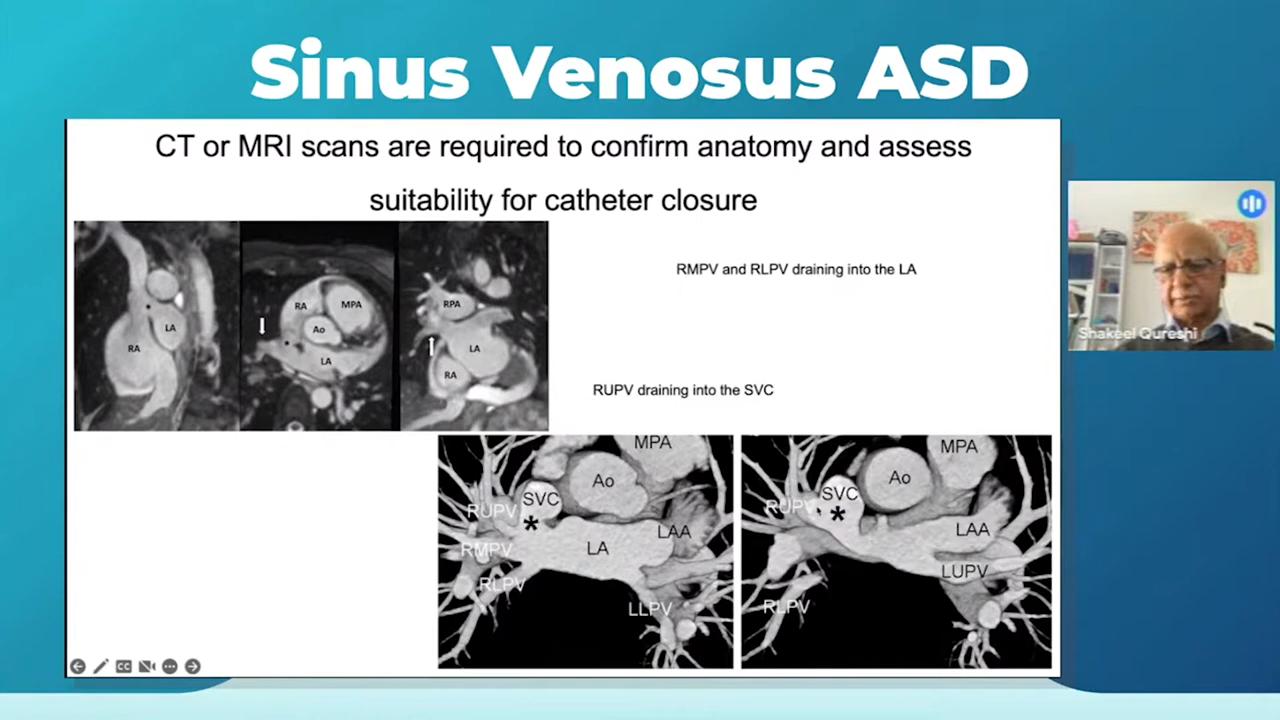 Sinus Venosus ASD
CT or MRI scans are required to confirm anatomy and assess
suitability for catheter closure
RA
LA
RA
MPA
Ao
LA
RPA
LA
RA
RMPV and RLPV draining into the LA
Shakeel Qureshi
RUPV draining into the SVC
MPA
Ao
SVC
RUPV
LAA
RMPV
LA
RLPV
LLPV
MPA
Ao
SVC
RUPV
LAA
LUPV
RLPV
CC